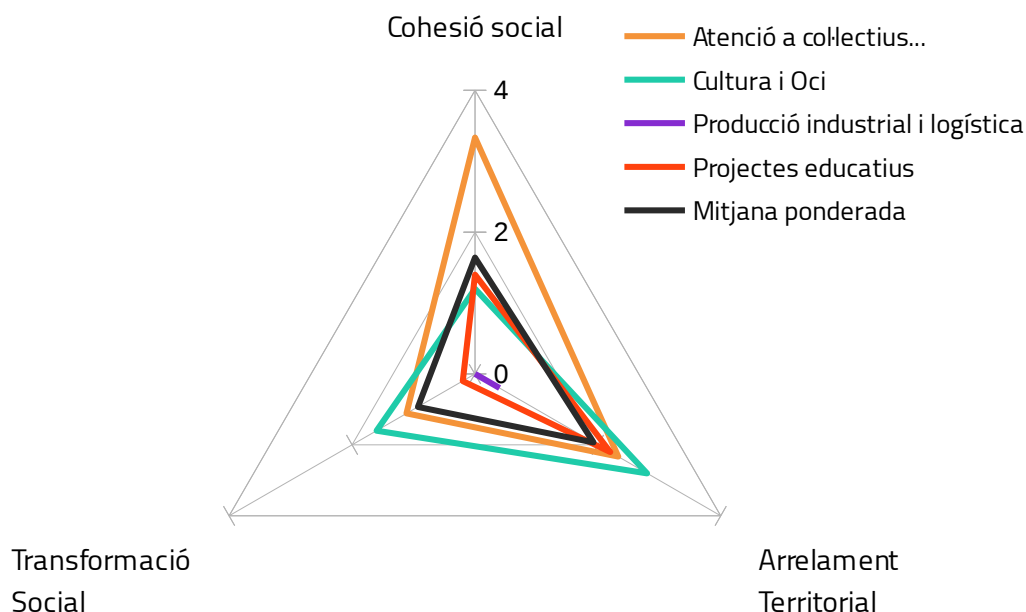 Cohesió social
Atenció a col·lectius...
Cultura i Oci
Producció industrial i logística
Projectes educatius
Mitjana ponderada
4
2
0
Transformació
Social
Arrelament
Territorial